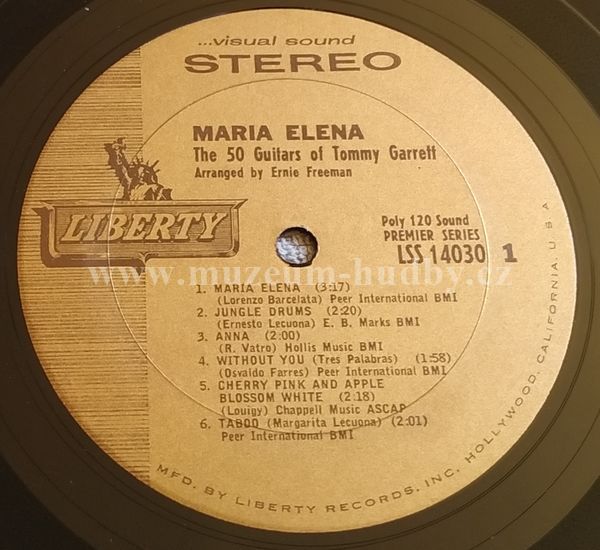 ...visual sound
STEREO
MARIA ELENA
The 50 Guitars of Tommy Garrett
Arranged by Ernie Freeman
LIBERTY
Poly 120 Sound
PREMIER SERIES
LSS 14030 1
www.muzeum-hudby.cz
1. MARIA ELENA (3:17)
(Lorenzo Barcelata) Peer International BMI
2. JUNGLE DRUMS (2:20)
(Ernesto Lecuona) E. B. Marks BMI
3. ANNA (2:00)
(R. Vatro) Hollis Music BMI
4. WITHOUT YOU (Tres Palabras) (1:58)
(Osvaldo Farres) Peer International BMI
5. CHERRY PINK AND APPLE
BLOSSOM WHITE (2:18)
(Louigy) Chappell Music ASCAP
6. TABOO (Margarita Lecuona) (2:01)
Peer International BMI
MFD. BY LIBERTY RECORDS, INC. HOLLYWOOD, CALIFORNIA, U S A